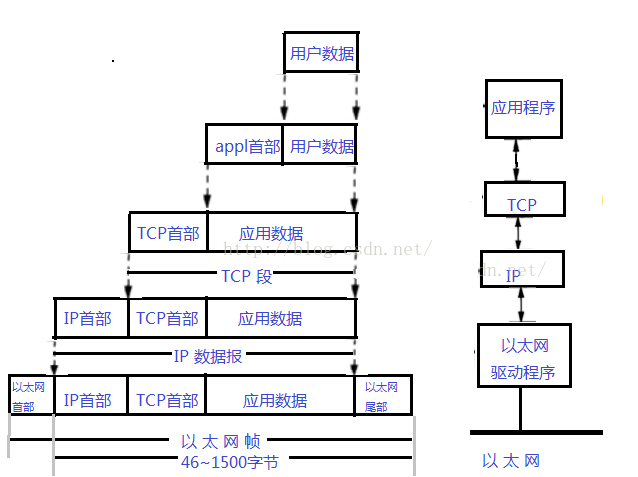 用户数据
appl首部 用户数据
TCP首部 应用数据
TCP 段
IP首部 TCP首部 应用数据
IP 数据报
以太网首部 IP首部 TCP首部 应用数据 以太网尾部
以 太 网 帧
46~1500字节
应用程序
TCP
IP
以太网
驱动程序
以 太 网
http://blog.csdn.net/
dn.net/